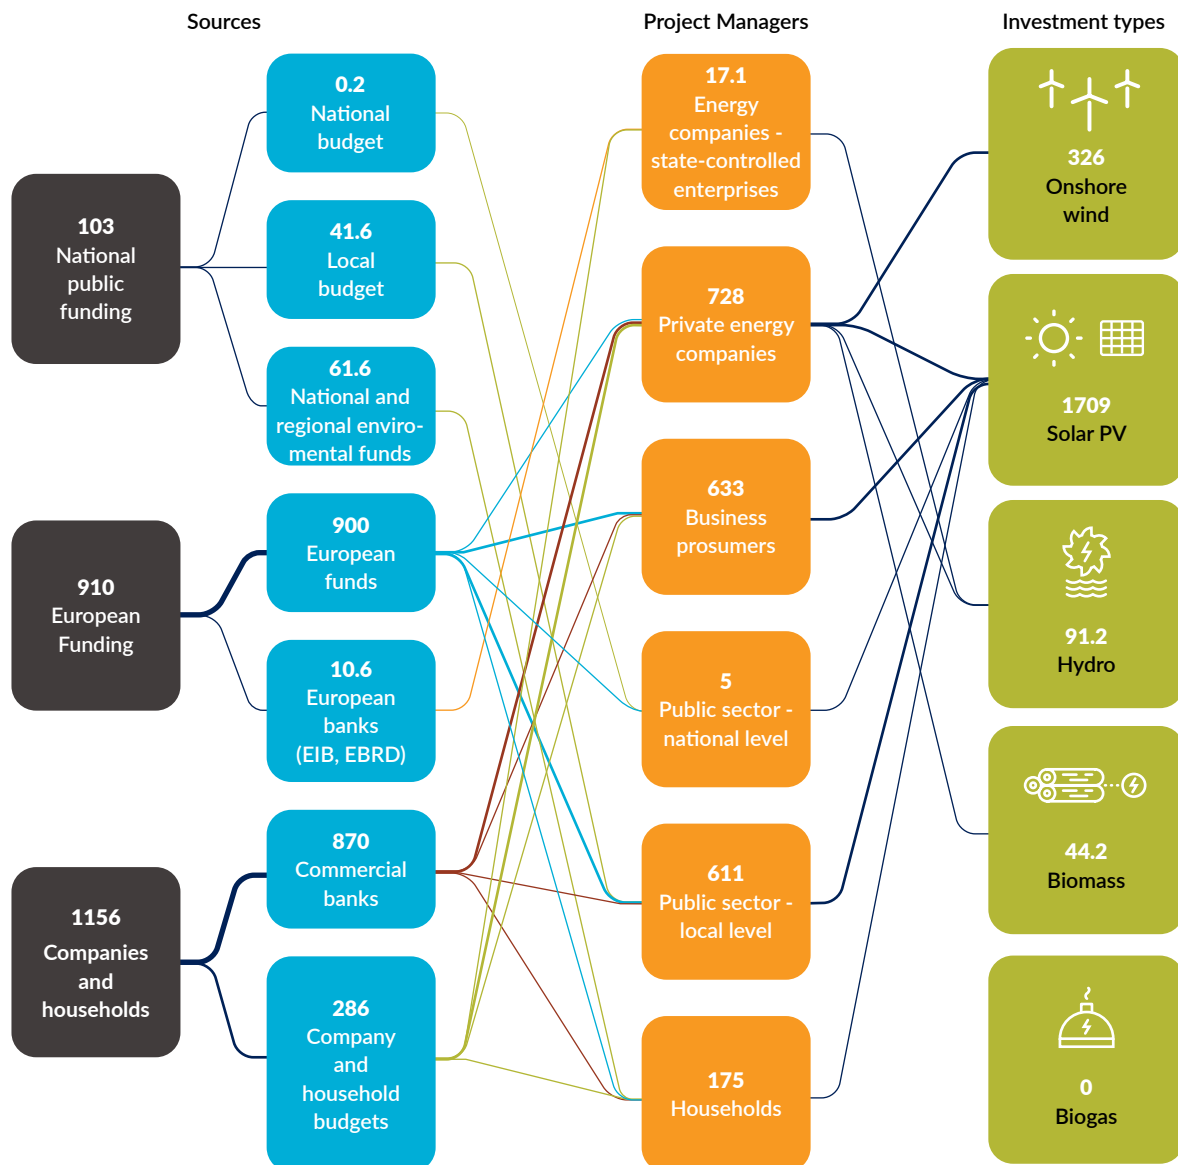 Sources
Project Managers
Investment types
103
National
public
funding
910
European
Funding
1156
Companies
and
households
0.2
National
budget
41.6
Local
budget
61.6
National and
regional enviro-
mental funds
900
European
funds
10.6
European
banks
(EIB, EBRD)
870
Commercial
banks
286
Company
and
household
budgets
17.1
Energy
companies -
state-controlled
enterprises
728
Private energy
companies
633
Business
prosumers
5
Public sector -
national level
611
Public sector -
local level
175
Households
326
Onshore
wind
1709
Solar PV
91.2
Hydro
44.2
Biomass
0
Biogas